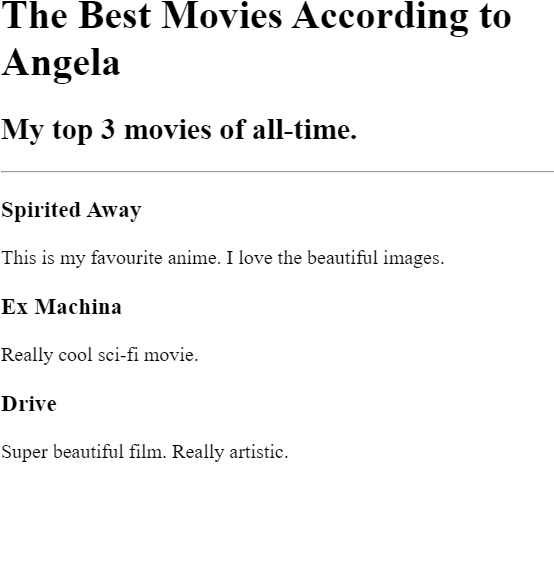 The Best Movies According to
Angela
My top 3 movies of all-time.
Spirited Away
This is my favourite anime. I love the beautiful images.
Ex Machina
Really cool sci-fi movie.
Drive
Super beautiful film. Really artistic.